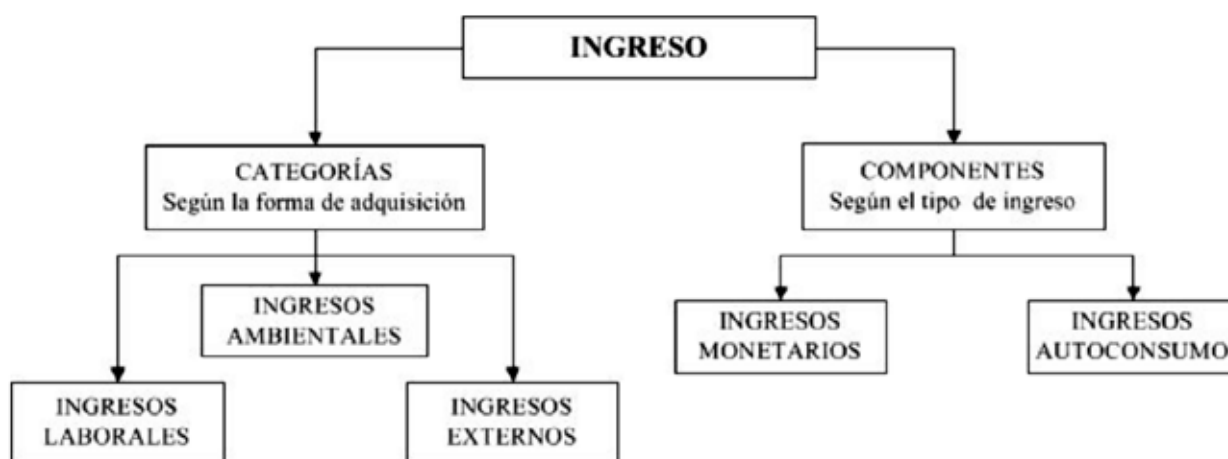 INGRESO
CATEGORÍAS
Según la forma de adquisición
COMPONENTES
Según el tipo de ingreso
INGRESOS
AMBIENTALES
INGRESOS
LABORALES
INGRESOS
EXTERNOS
INGRESOS
MONETARIOS
INGRESOS
AUTOCONSUMO